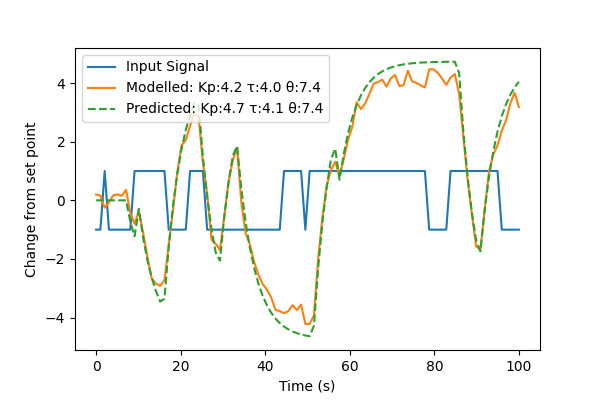 Input Signal
Modelled: Kp:4.2 τ:4.0 θ:7.4
Predicted: Kp:4.7 τ:4.1 θ:7.4
Change from set point
4
2
0
−2
−4
0 20 40 60 80 100
Time (s)